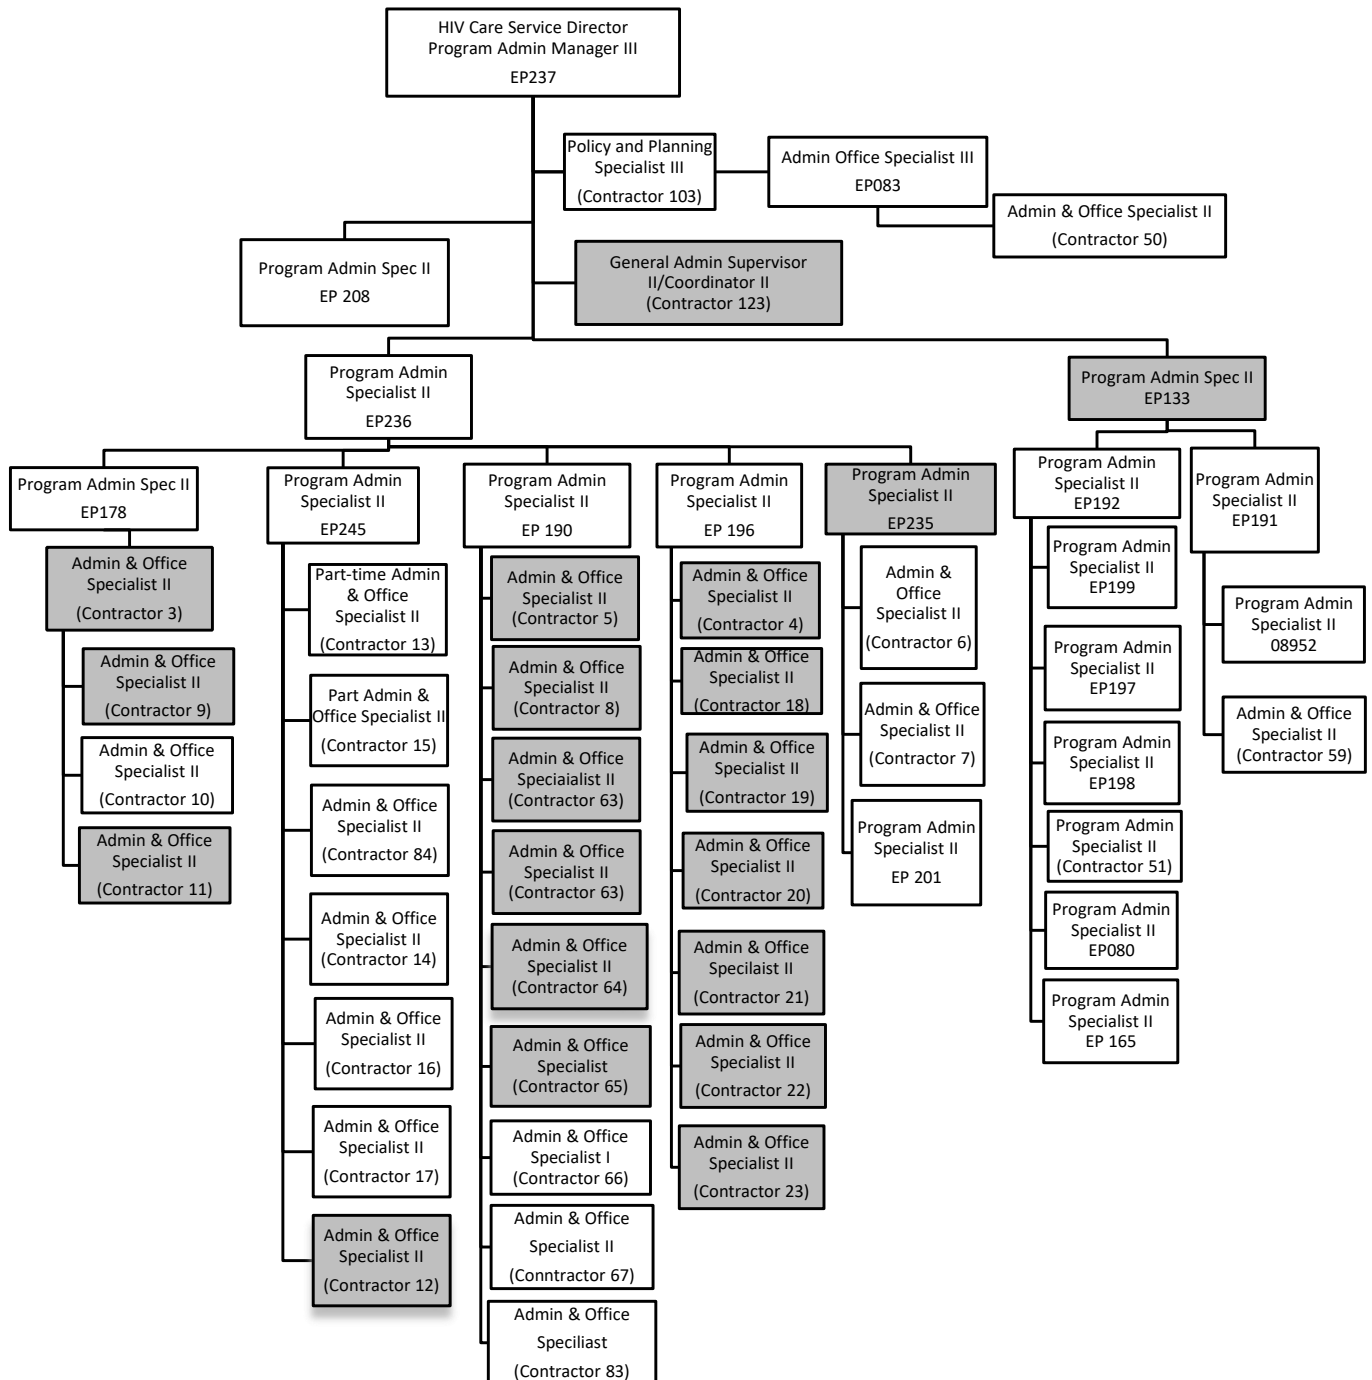 HIV Care Service Director
Program Admin Manager III
EP237
Policy and Planning
Specialist III
(Contractor 103)
Admin Office Specialist III
EP083
Admin & Office Specialist II
(Contractor 50)
Program Admin Spec II
EP 208
General Admin Supervisor
II/Coordinator II
(Contractor 123)
Program Admin
Specialist II
EP236
Program Admin Spec II
EP133
Program Admin Spec II
EP178
Admin & Office
Specialist II
(Contractor 3)
Admin & Office
Specialist II
(Contractor 9)
Admin & Office
Specialist II
(Contractor 10)
Admin & Office
Specialist II
(Contractor 11)
Program Admin
Specialist II
EP245
Part-time Admin
& Office
Specialist II
(Contractor 13)
Part Admin &
Office Specialist II
(Contractor 15)
Admin & Office
Specialist II
(Contractor 84)
Admin & Office
Specialist II
(Contractor 14)
Admin & Office
Specialist II
(Contractor 16)
Admin & Office
Specialist II
(Contractor 17)
Admin & Office
Specialist II
(Contractor 12)
Program Admin
Specialist II
EP 190
Admin & Office
Specialist II
(Contractor 5)
Admin & Office
Specialist II
(Contractor 8)
Admin & Office
Speciaialist II
(Contractor 63)
Admin & Office
Specialist II
(Contractor 63)
Admin & Office
Specialist II
(Contractor 64)
Admin & Office
Specialist
(Contractor 65)
Admin & Office
Specialist I
(Contractor 66)
Admin & Office
Specialist II
(Conntractor 67)
Admin & Office
Speciliast
(Contractor 83)
Program Admin
Specialist II
EP 196
Admin & Office
Specialist II
(Contractor 4)
Admin & Office
Specialist II
(Contractor 18)
Admin & Office
Specialist II
(Contractor 19)
Admin & Office
Specialist II
(Contractor 20)
Admin & Office
Specilaist II
(Contractor 21)
Admin & Office
Specialist II
(Contractor 22)
Admin & Office
Specialist II
(Contractor 23)
Program Admin
Specialist II
EP235
Admin &
Office
Specialist II
(Contractor 6)
Admin & Office
Specialist II
(Contractor 7)
Program Admin
Specialist II
EP 201
Program Admin
Specialist II
EP192
Program Admin
Specialist II
EP199
Program Admin
Specialist II
EP197
Program Admin
Specialist II
EP198
Program Admin
Specialist II
(Contractor 51)
Program Admin
Specialist II
EP080
Program Admin
Specialist II
EP 165
Program Admin
Specialist II
EP191
Program Admin
Specialist II
08952
Admin & Office
Specialist II
(Contractor 59)